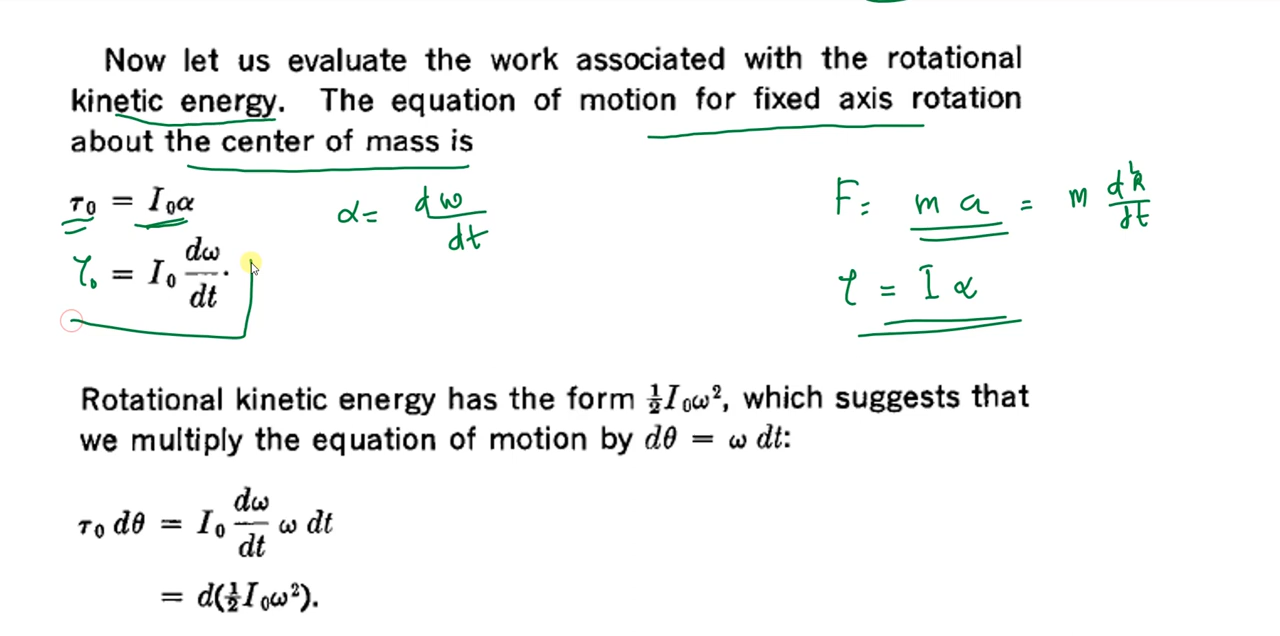 Now let us evaluate the work associated with the rotational
kinetic energy. The equation of motion for fixed axis rotation
about the center of mass is
τ₀ = I₀α
α = dω/dt
F = ma = m d/dt
τ₀ = I₀ dω/dt.
τ = Iα
Rotational kinetic energy has the form ½I₀ω², which suggests that
we multiply the equation of motion by dθ = ω dt:
τ₀ dθ = I₀ dω/dt ω dt
= d(½I₀ω²).